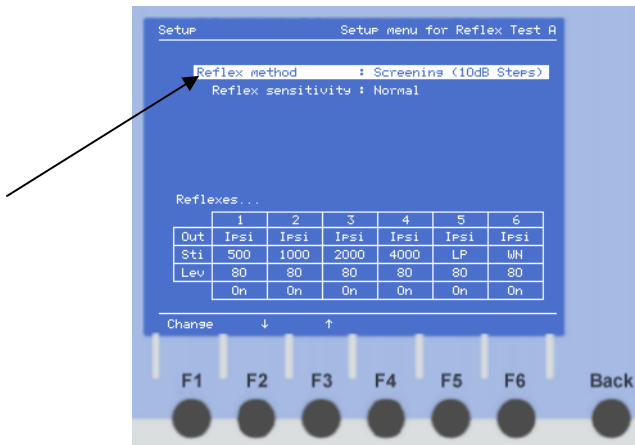 Setup Setup menu for Reflex Test A
Reflex method : Screening (10dB Steps)
Reflex sensitivity : Normal
Reflexes...
1 2 3 4 5 6
Out Ipsi Ipsi Ipsi Ipsi Ipsi Ipsi
Sti 500 1000 2000 4000 LP WN
Lev 80 80 80 80 80 80
On On On On On On
Change ↓ ↑
F1 F2 F3 F4 F5 F6 Back